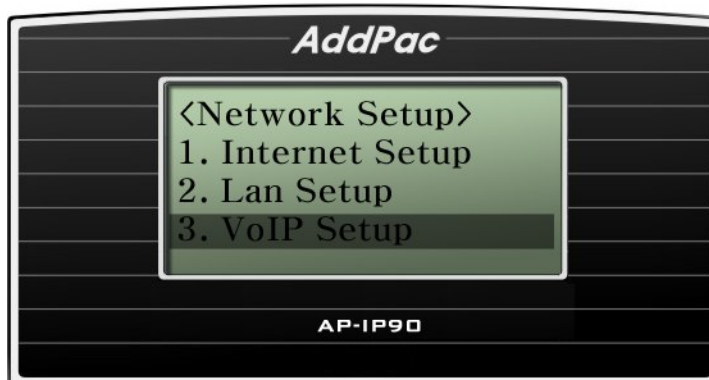 AddPac
<Network Setup>
1. Internet Setup
2. Lan Setup
3. VoIP Setup
AP-IP90